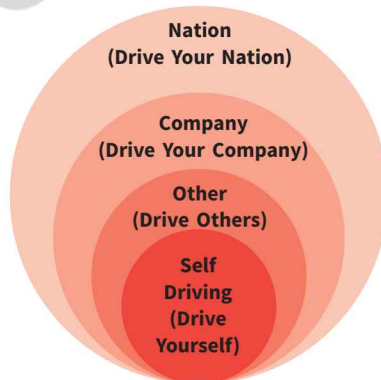 Nation
(Drive Your Nation)
Company
(Drive Your Company)
Other
(Drive Others)
Self
Driving
(Drive
Yourself)